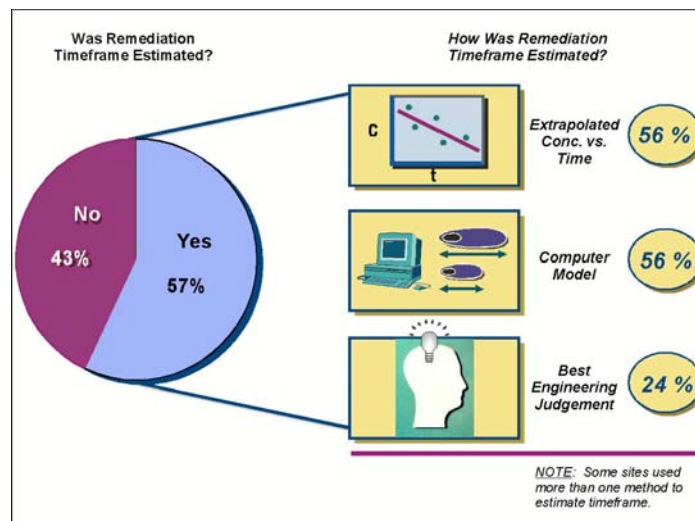 Was Remediation
Timeframe Estimated?
How Was Remediation
Timeframe Estimated?
No
43%
Yes
57%
C
t
Extrapolated
Conc. vs.
Time
56 %
Computer
Model
56 %
Best
Engineering
Judgement
24 %
NOTE: Some sites used
more than one method to
estimate timeframe.